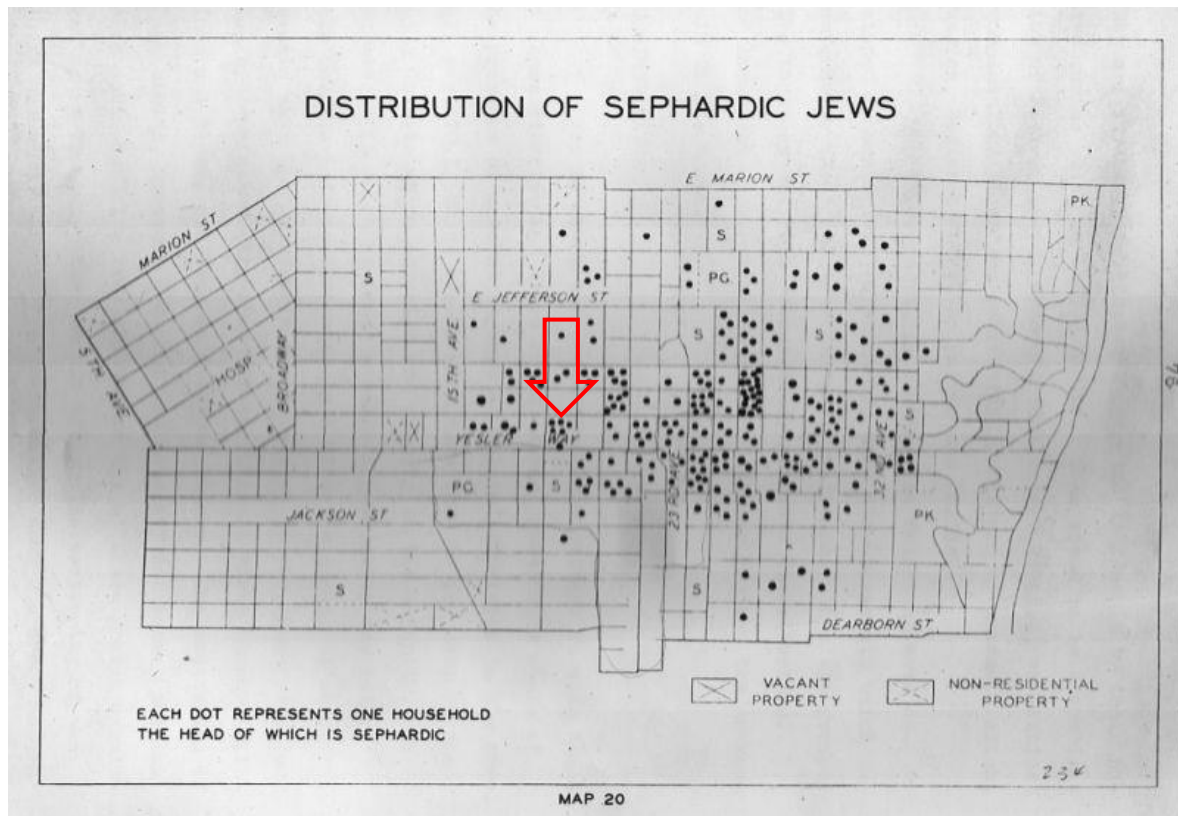 DISTRIBUTION OF SEPHARDIC JEWS
E MARION ST
PK.
MARION ST
S
S
PG.
E JEFFERSON ST
5TH AVE
HOSP.
BROADWAY
15TH AVE
S
S
S
YESLER WAY
32 ND AVE
PG.
S
23 RD AVE
JACKSON ST
PK.
S
S
DEARBORN ST
VACANT
PROPERTY
NON-RESIDENTIAL
PROPERTY
EACH DOT REPRESENTS ONE HOUSEHOLD
THE HEAD OF WHICH IS SEPHARDIC
234
MAP 20